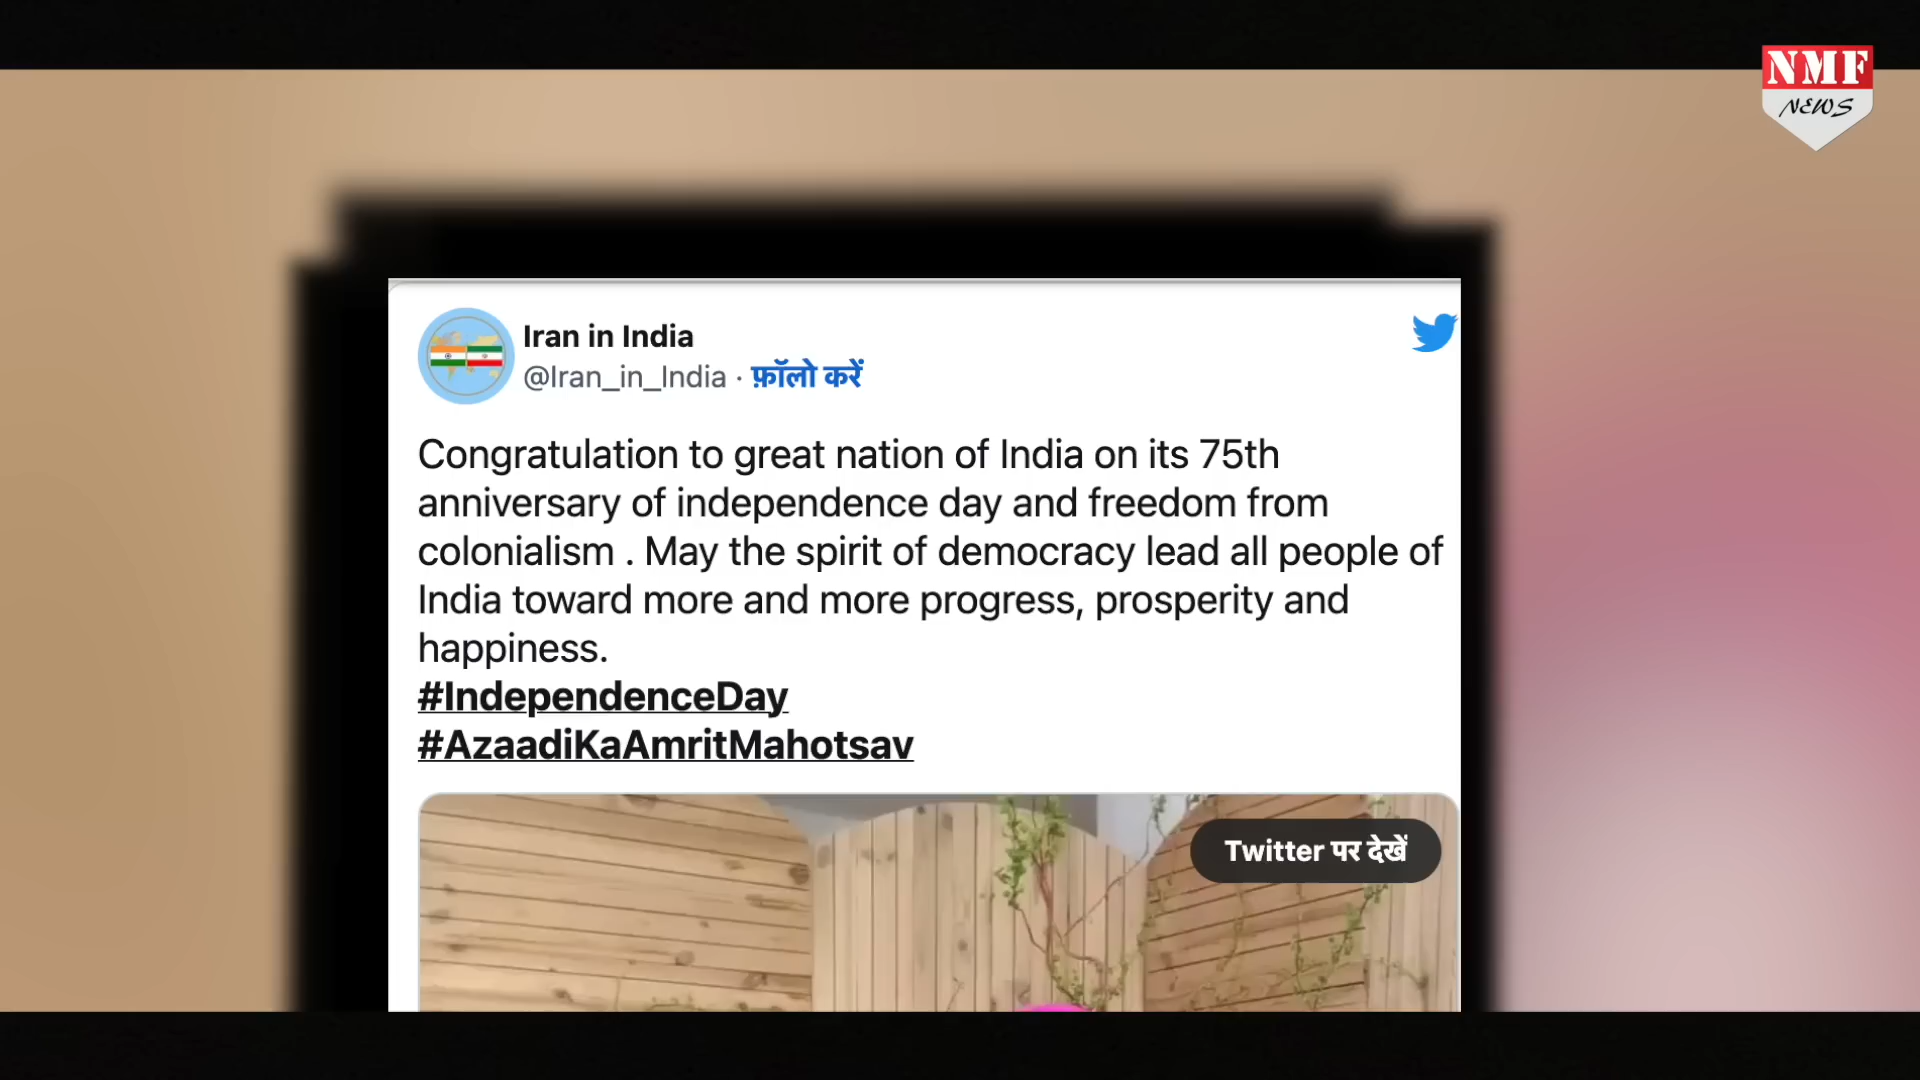 NMF
NEWS
Iran in India
@Iran_in_India · फ़ॉलो करें
Congratulation to great nation of India on its 75th
anniversary of independence day and freedom from
colonialism . May the spirit of democracy lead all people of
India toward more and more progress, prosperity and
happiness.
#IndependenceDay
#AzaadiKaAmritMahotsav
Twitter पर देखें